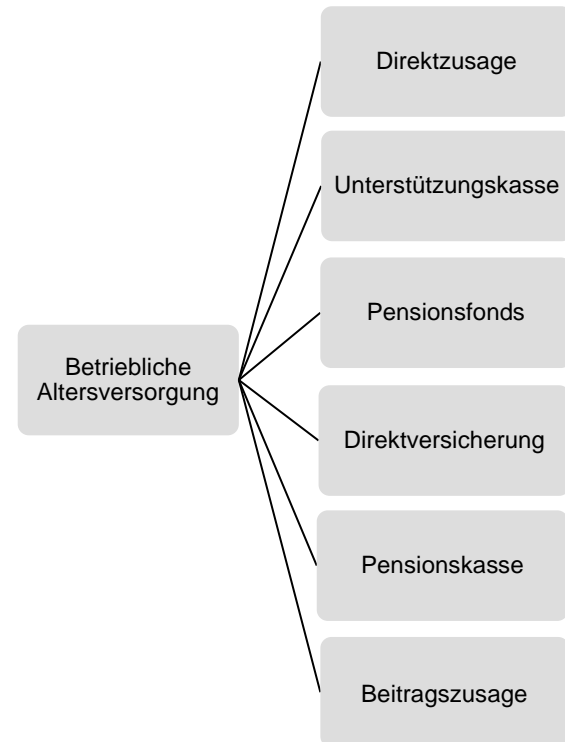 Direktzusage
Unterstützungskasse
Pensionsfonds
Betriebliche
Altersversorgung
Direktversicherung
Pensionskasse
Beitragszusage